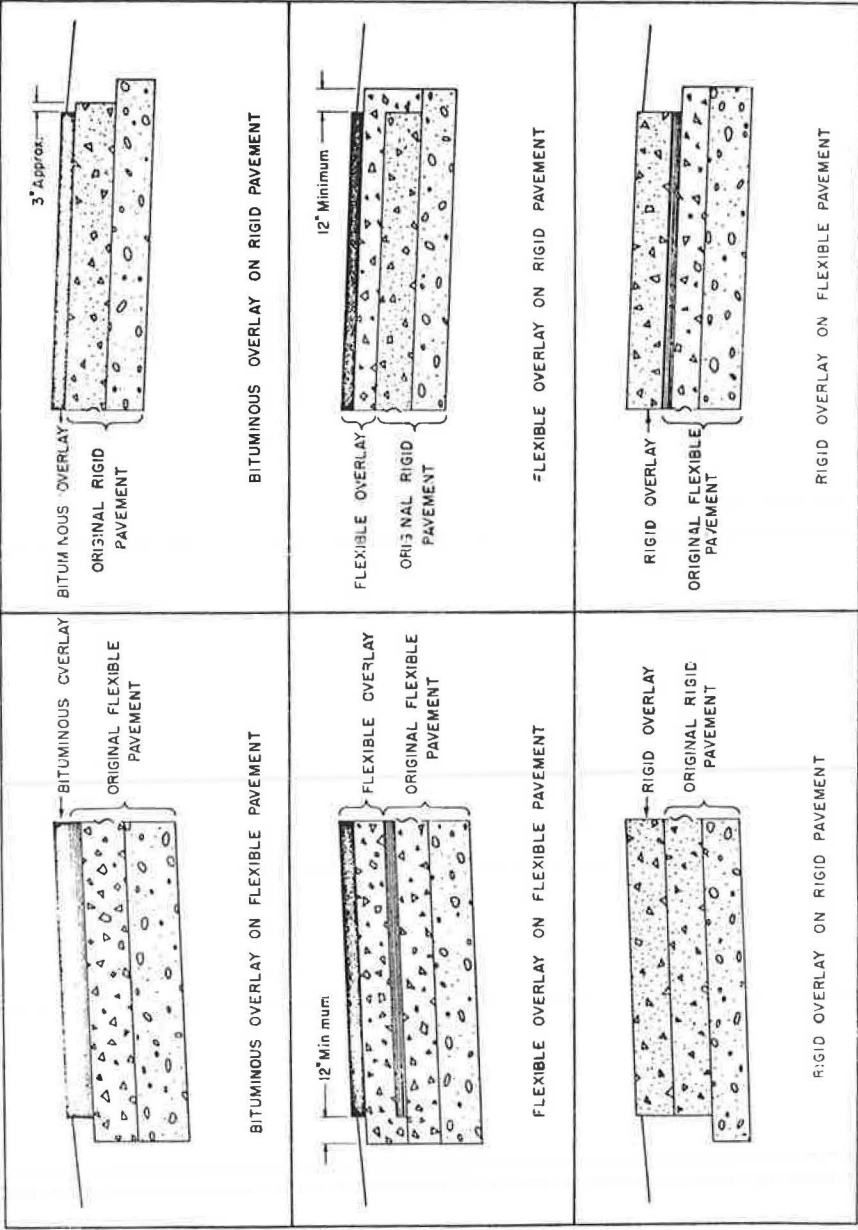 BITUMINOUS OVERLAY
ORIGINAL FLEXIBLE
PAVEMENT
BITUMINOUS OVERLAY ON FLEXIBLE PAVEMENT
3" Approx.
BITUMINOUS OVERLAY
ORIGINAL RIGID
PAVEMENT
BITUMINOUS OVERLAY ON RIGID PAVEMENT
12" Minimum
FLEXIBLE OVERLAY
ORIGINAL FLEXIBLE
PAVEMENT
FLEXIBLE OVERLAY ON FLEXIBLE PAVEMENT
12" Minimum
FLEXIBLE OVERLAY
ORIGINAL RIGID
PAVEMENT
FLEXIBLE OVERLAY ON RIGID PAVEMENT
RIGID OVERLAY
ORIGINAL RIGID
PAVEMENT
RIGID OVERLAY ON RIGID PAVEMENT
RIGID OVERLAY
ORIGINAL FLEXIBLE
PAVEMENT
RIGID OVERLAY ON FLEXIBLE PAVEMENT